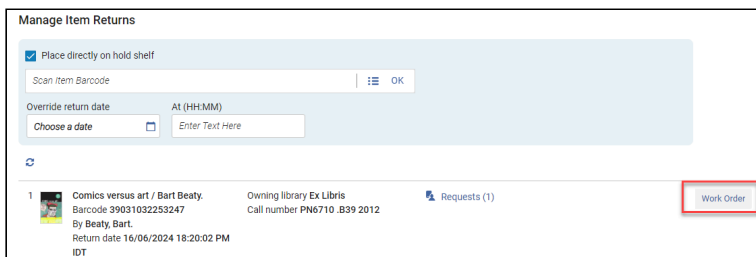 Manage Item Returns
Place directly on hold shelf
Scan Item Barcode OK
Override return date At (HH:MM)
Choose a date Enter Text Here
1 Comics versus art / Bart Beaty. Owning library Ex Libris Requests (1) Work Order
Barcode 39031032253247 Call number PN6710 .B39 2012
By Beaty, Bart.
Return date 16/06/2024 18:20:02 PM
IDT